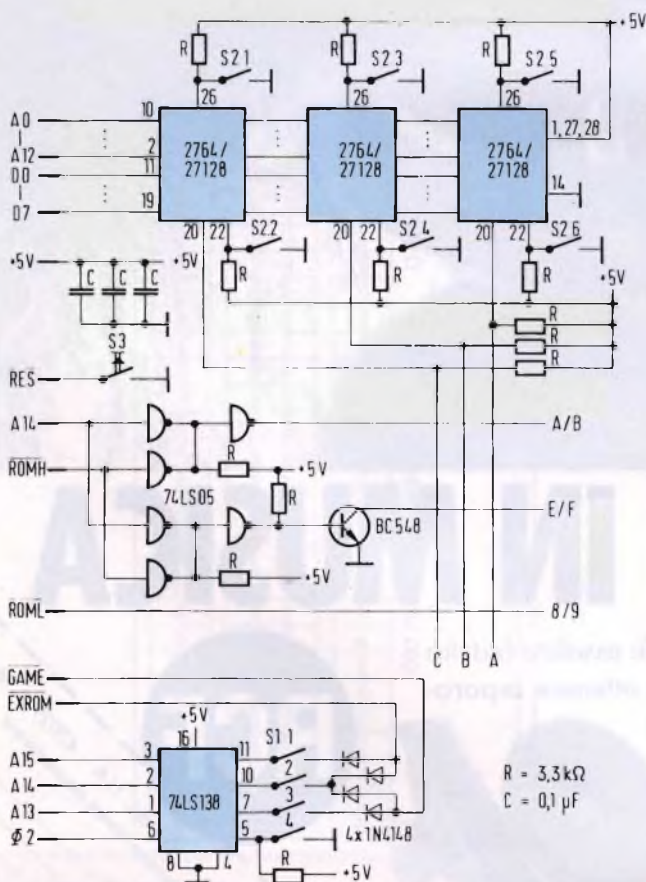 +5V
R
S2 1
R
S2 3
R
S2 5
26
26
26
A0
10
1, 27, 28
A12
2
2764/
27128
2764/
27128
2764/
27128
D0
11
14
D7
19
20
22
S2.2
20
22
S2 4
20
22
S2 6
+5V
+5V
R
R
R
+5V
C
C
C
R
R
R
S3
RES
A14
A/B
ROMH
R
+5V
74LS05
R
BC548
E/F
R
+5V
ROML
8/9
C
B
A
GAME
EXROM
+5V
16
A15
3
11
S1 1
A14
2
10
2
R = 3,3kΩ
A13
1
74LS138
7
3
C = 0,1 µF
ϕ2
6
5
4
4x1N4148
8
4
R
+5V
IN MUSICA